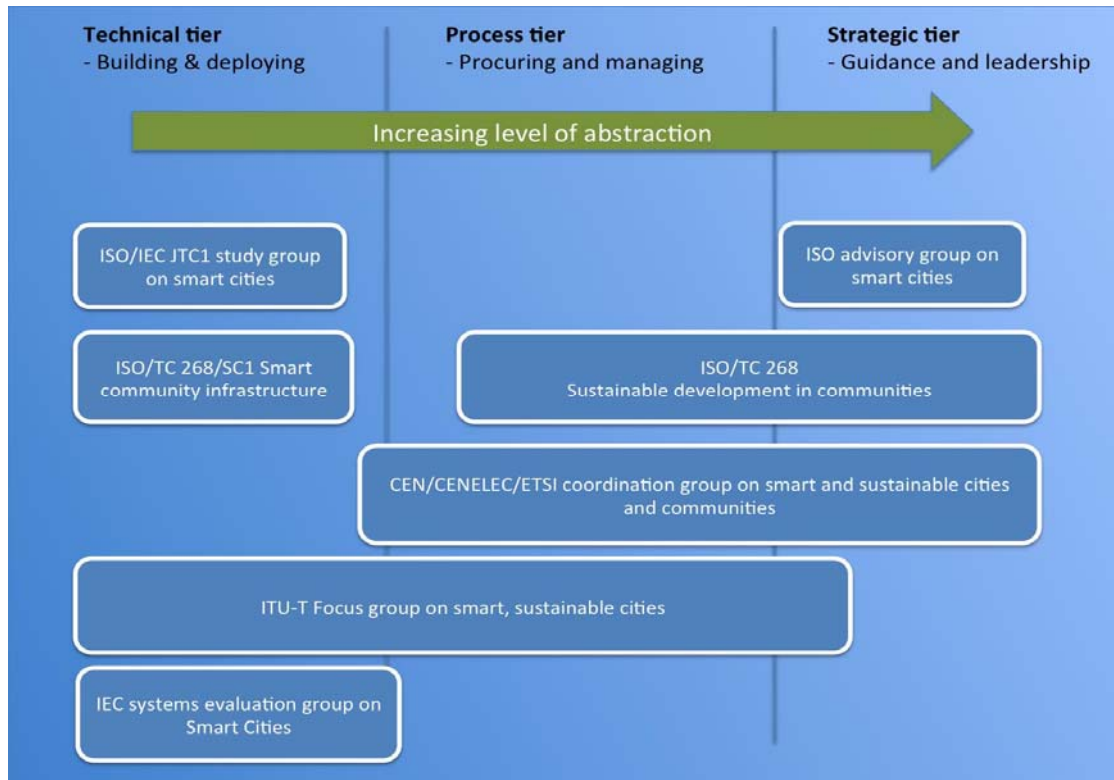 Technical tier
- Building & deploying
Process tier
- Procuring and managing
Strategic tier
- Guidance and leadership
Increasing level of abstraction
ISO/IEC JTC1 study group
on smart cities
ISO advisory group on
smart cities
ISO/TC 268/SC1 Smart
community infrastructure
ISO/TC 268
Sustainable development in communities
CEN/CENELEC/ETSI coordination group on smart and sustainable cities
and communities
ITU-T Focus group on smart, sustainable cities
IEC systems evaluation group on
Smart Cities